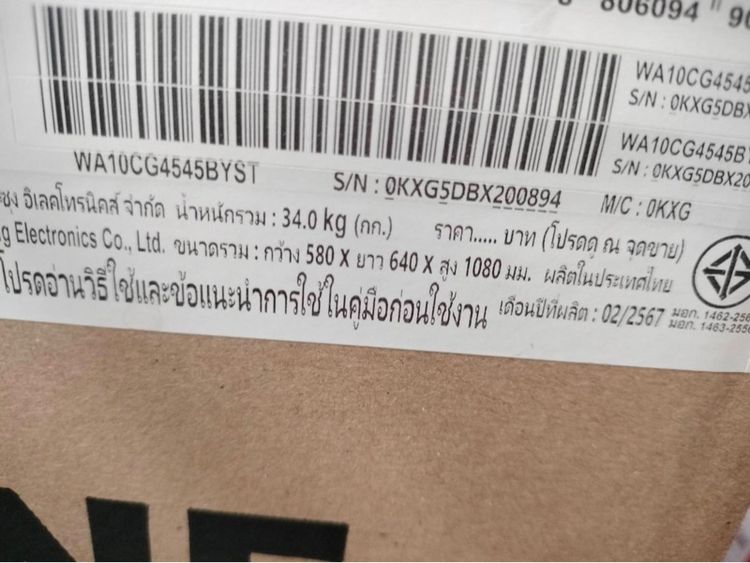 806094 "
WA10CG4545
S/N : 0KXG5DBX
WA10CG4545BY
S/N : 0KXG5DBX20
WA10CG4545BYST S/N : 0KXG5DBX200894 M/C : 0KXG
ซุง อิเลคโทรนิคส์ จำกัด น้ำหนักรวม : 34.0 kg (กก.) ราคา..... บาท (โปรดดู ณ จุดขาย)
g Electronics Co., Ltd. ขนาดรวม : กว้าง 580 X ยาว 640 X สูง 1080 มม. ผลิตในประเทศไทย
โปรดอ่านวิธีใช้และข้อแนะนำการใช้ในคู่มือก่อนใช้งาน เดือนปีที่ผลิต : 02/2567
มอก. 1462-256
มอก. 1463-2556